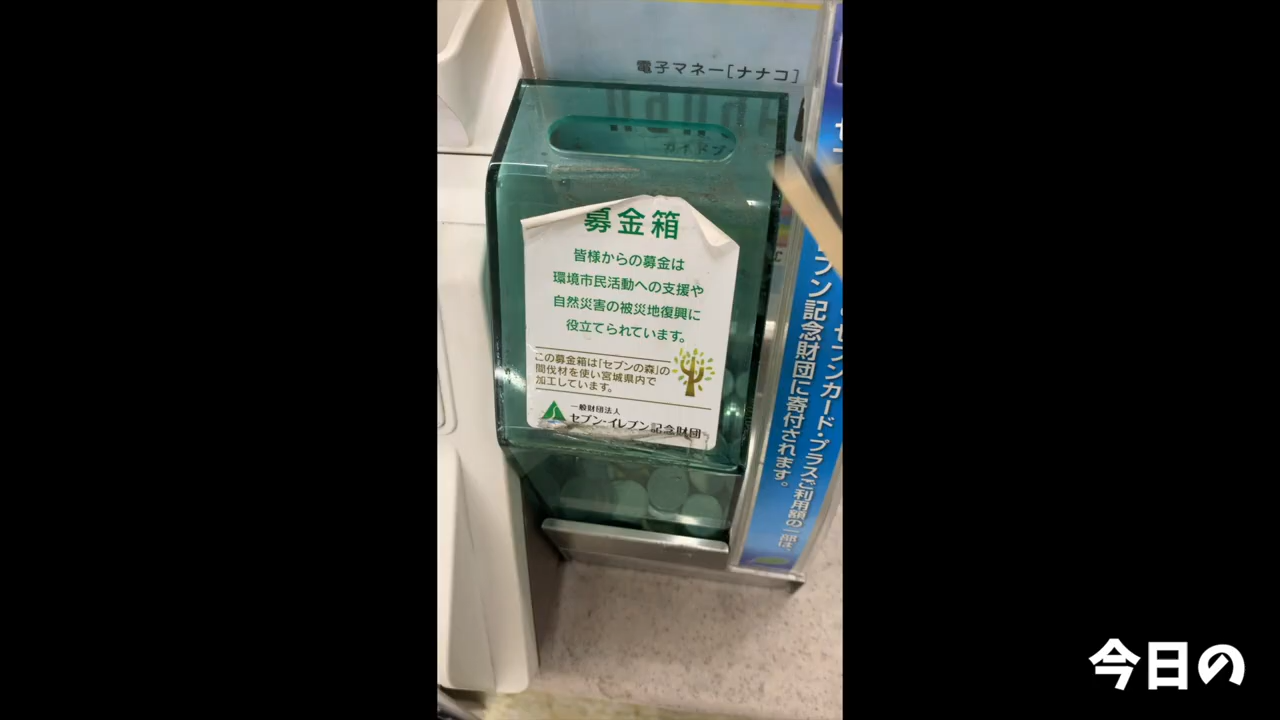 電子マネー[ナナコ]
ガイドブ
募金箱
皆様からの募金は
環境市民活動への支援や
自然災害の被災地復興に
役立てられています。
この募金箱は「セブンの森」の
間伐材を使い宮城県内で
加工しています。
一般財団法人
セブン-イレブン記念財団
セブンカード・プラスご利用額の一部は、
ブン記念財団に寄付されます。
今日の